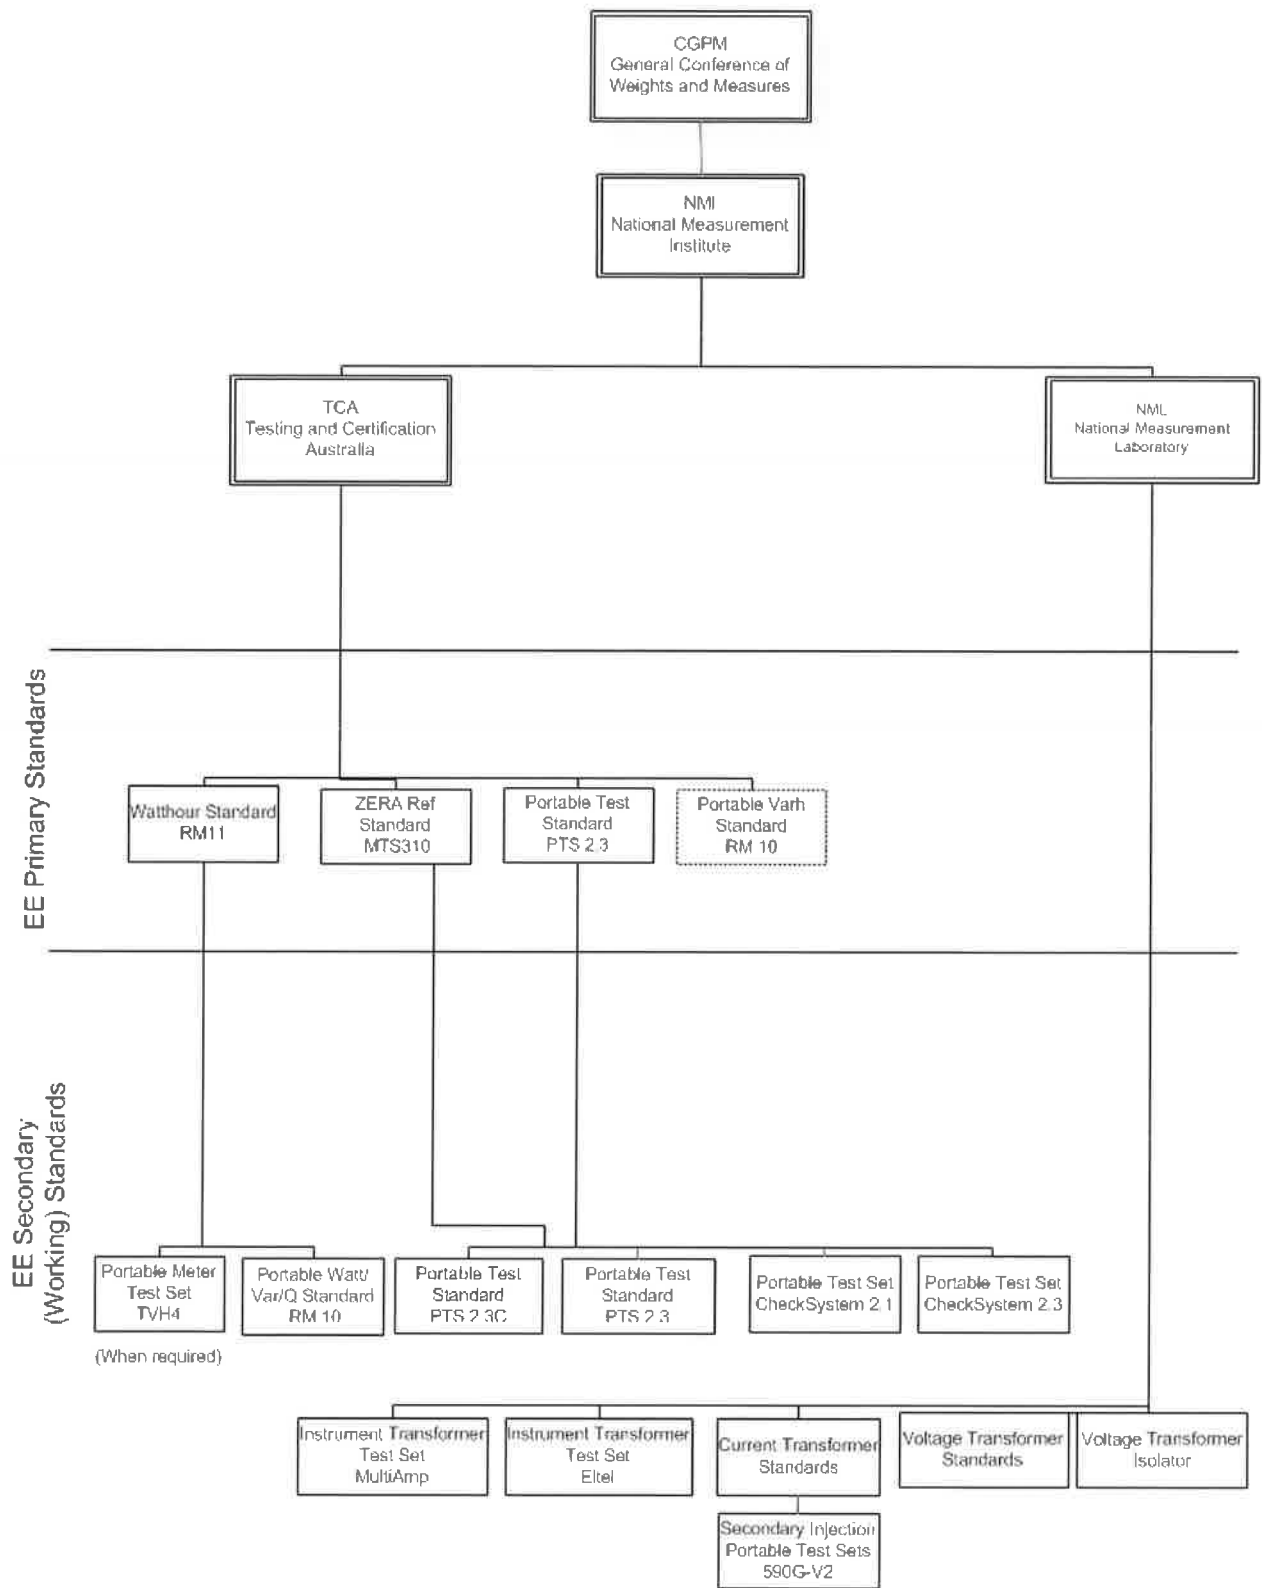 CGPM
General Conference of
Weights and Measures
NMI
National Measurement
Institute
TCA
Testing and Certification
Australia
NML
National Measurement
Laboratory
EE Primary Standards
Watthour Standard
RM11
ZERA Ref
Standard
MTS310
Portable Test
Standard
PTS 2.3
Portable Varh
Standard
RM 10
EE Secondary
(Working) Standards
Portable Meter
Test Set
TVH4
(When required)
Portable Watt/
Var/Q Standard
RM 10
Portable Test
Standard
PTS 2.3C
Portable Test
Standard
PTS 2.3
Portable Test Set
CheckSystem 2.1
Portable Test Set
CheckSystem 2.3
Instrument Transformer
Test Set
MultiAmp
Instrument Transformer
Test Set
Eltel
Current Transformer
Standards
Voltage Transformer
Standards
Voltage Transformer
Isolator
Secondary Injection
Portable Test Sets
590G-V2